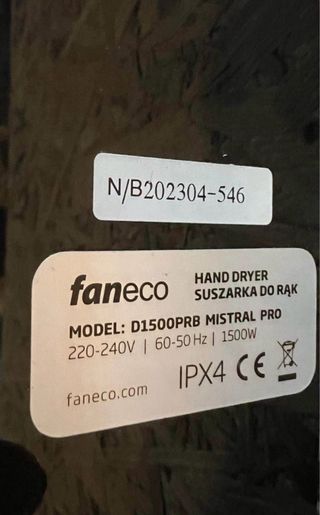 N/B202304-546
faneco HAND DRYER
SUSZARKA DO RĄK
MODEL: D1500PRB MISTRAL PRO
220-240V | 60-50 Hz | 1500W
IPX4 CE
faneco.com